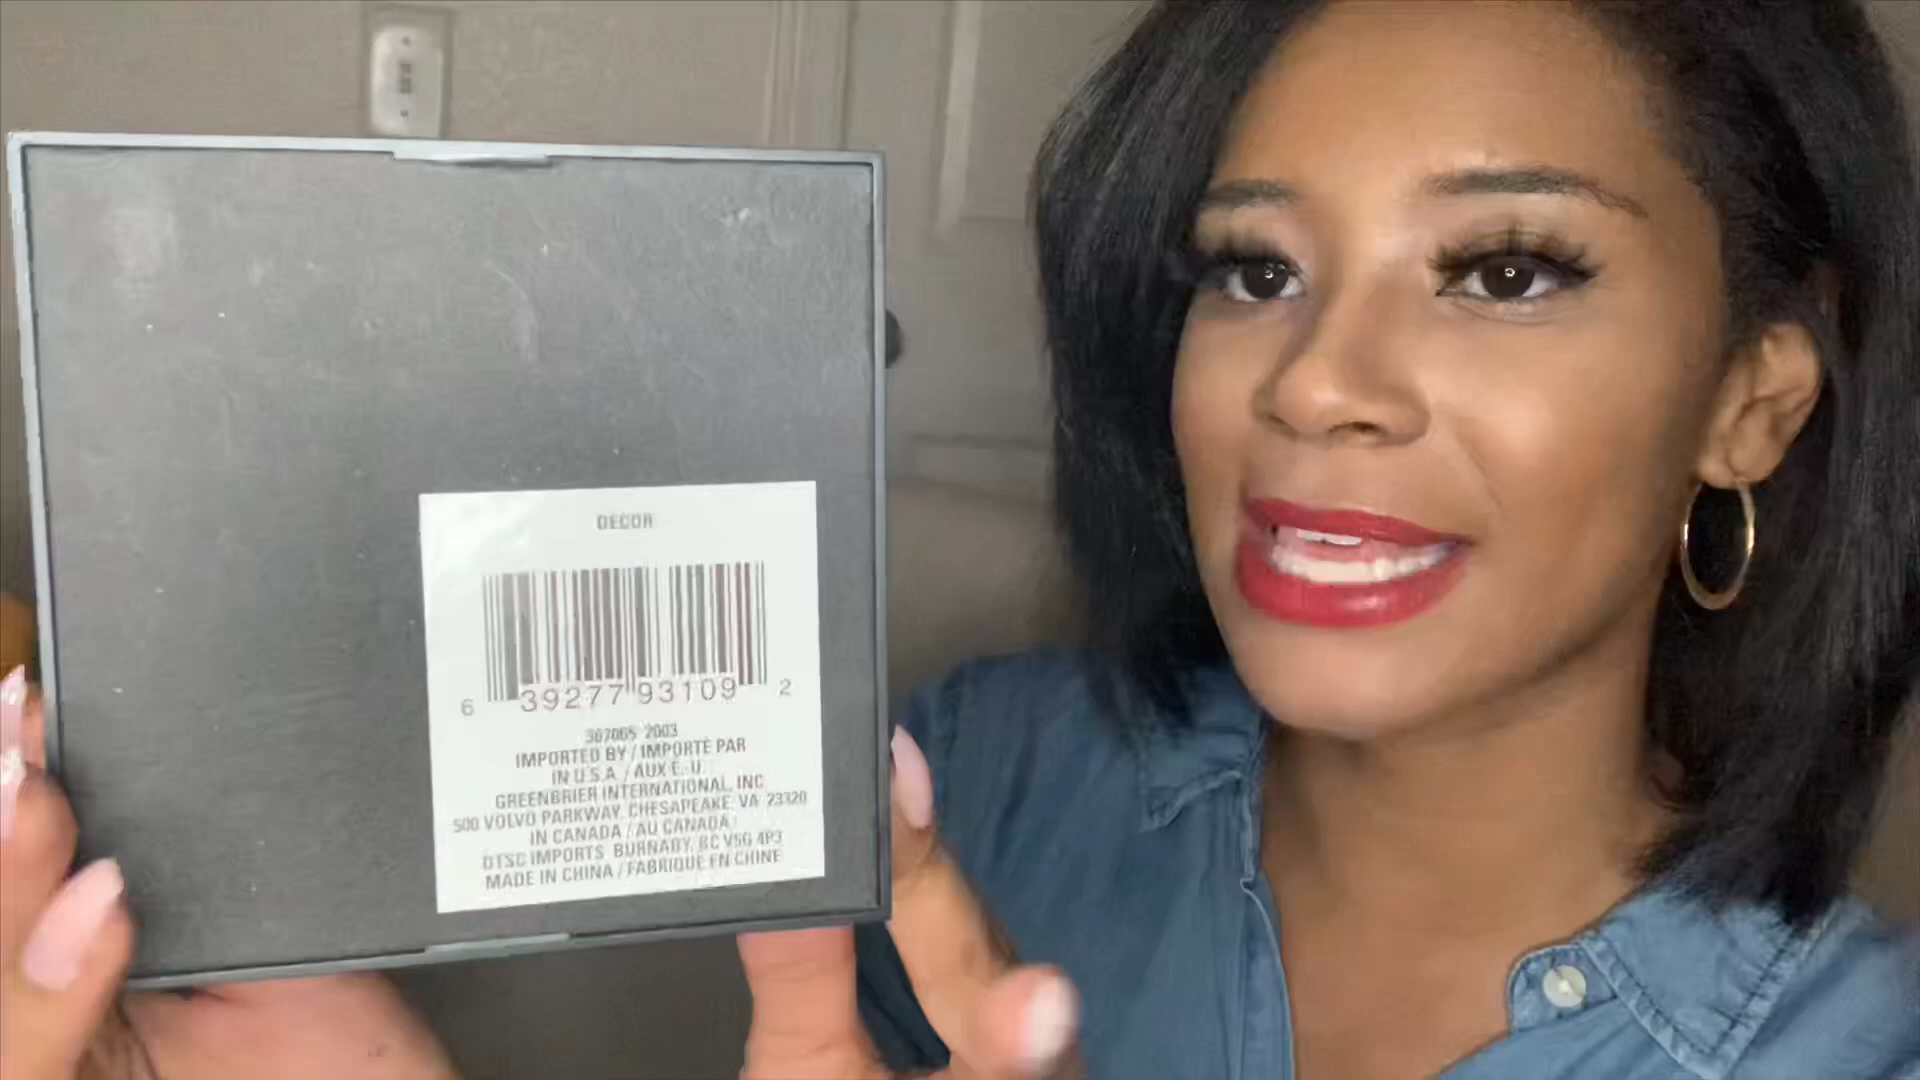 DECOR
6 39277 93109 2
307065 2003
IMPORTED BY / IMPORTÉ PAR
IN U.S.A. / AUX E.-U.
GREENBRIER INTERNATIONAL, INC
500 VOLVO PARKWAY, CHESAPEAKE, VA 23320
IN CANADA / AU CANADA:
DTSC IMPORTS, BURNABY, BC V5G 4P3
MADE IN CHINA / FABRIQUÉ EN CHINE